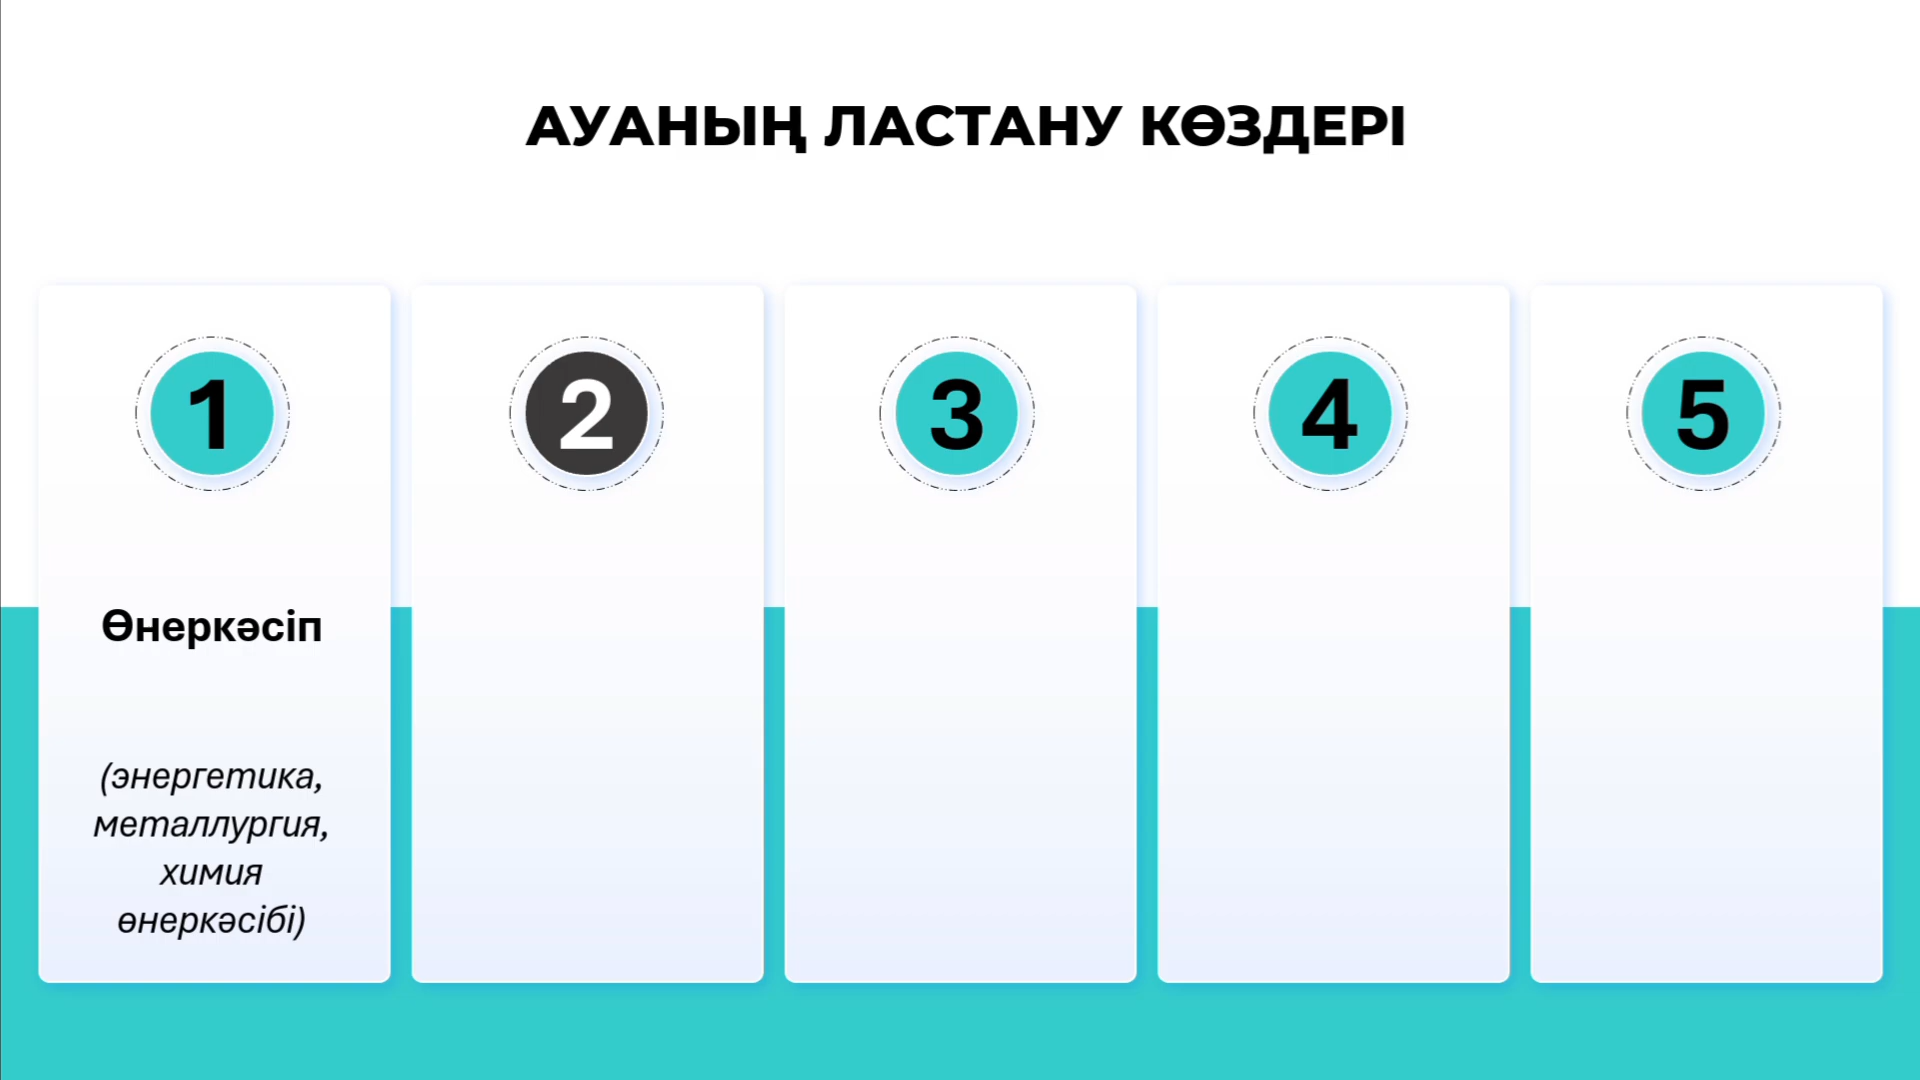 АУАНЫҢ ЛАСТАНУ КӨЗДЕРІ
1
2
3
4
5
Өнеркәсіп
(энергетика,
металлургия,
химия
өнеркәсібі)